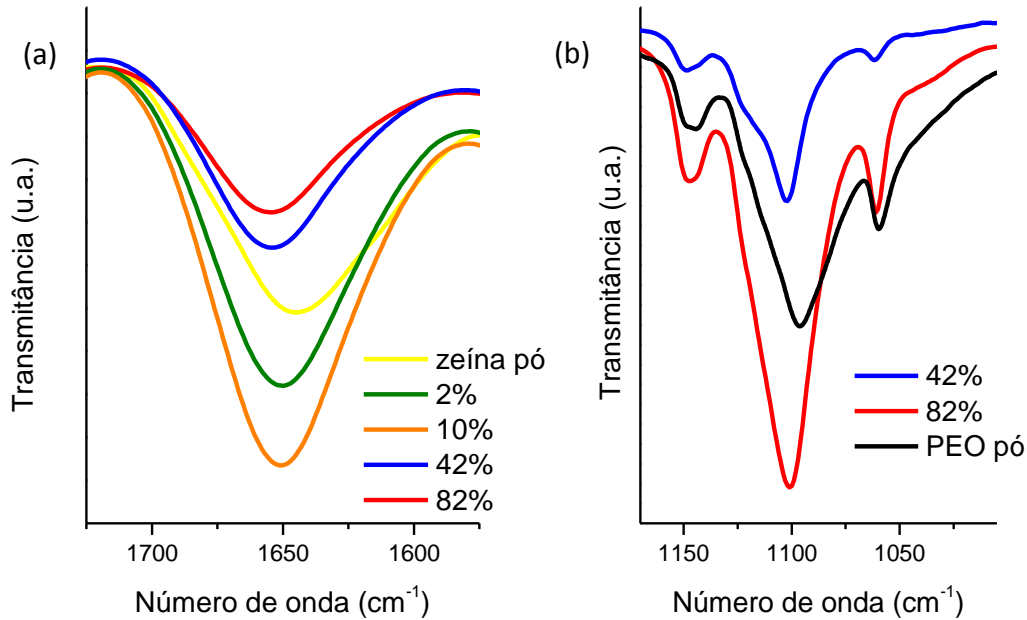 (a)
Transmitância (u.a.)
zeína pó
2%
10%
42%
82%
1700
1650
1600
Número de onda (cm⁻¹)
(b)
Transmitância (u.a.)
42%
82%
PEO pó
1150
1100
1050
Número de onda (cm⁻¹)